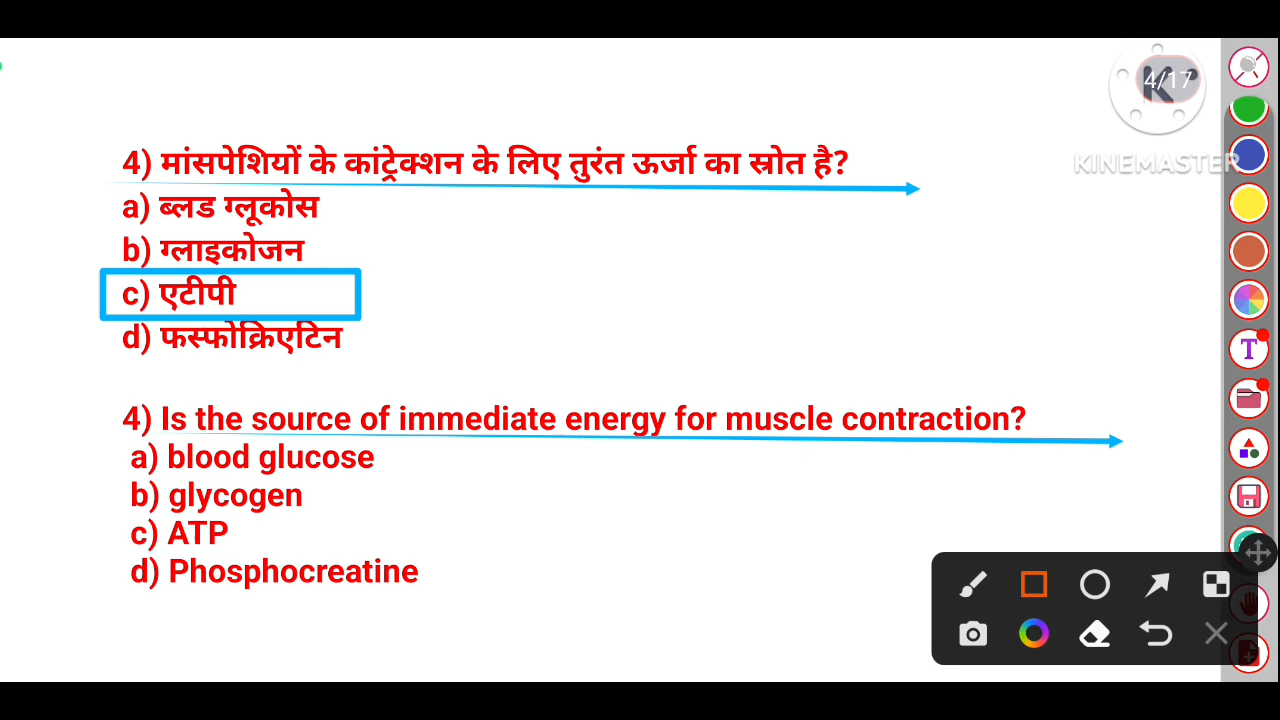 4/17
KINEMASTER
4) मांसपेशियों के कांट्रेक्शन के लिए तुरंत ऊर्जा का स्रोत है?
a) ब्लड ग्लूकोस
b) ग्लाइकोजन
c) एटीपी
d) फस्फोक्रिएटिन
4) Is the source of immediate energy for muscle contraction?
a) blood glucose
b) glycogen
c) ATP
d) Phosphocreatine